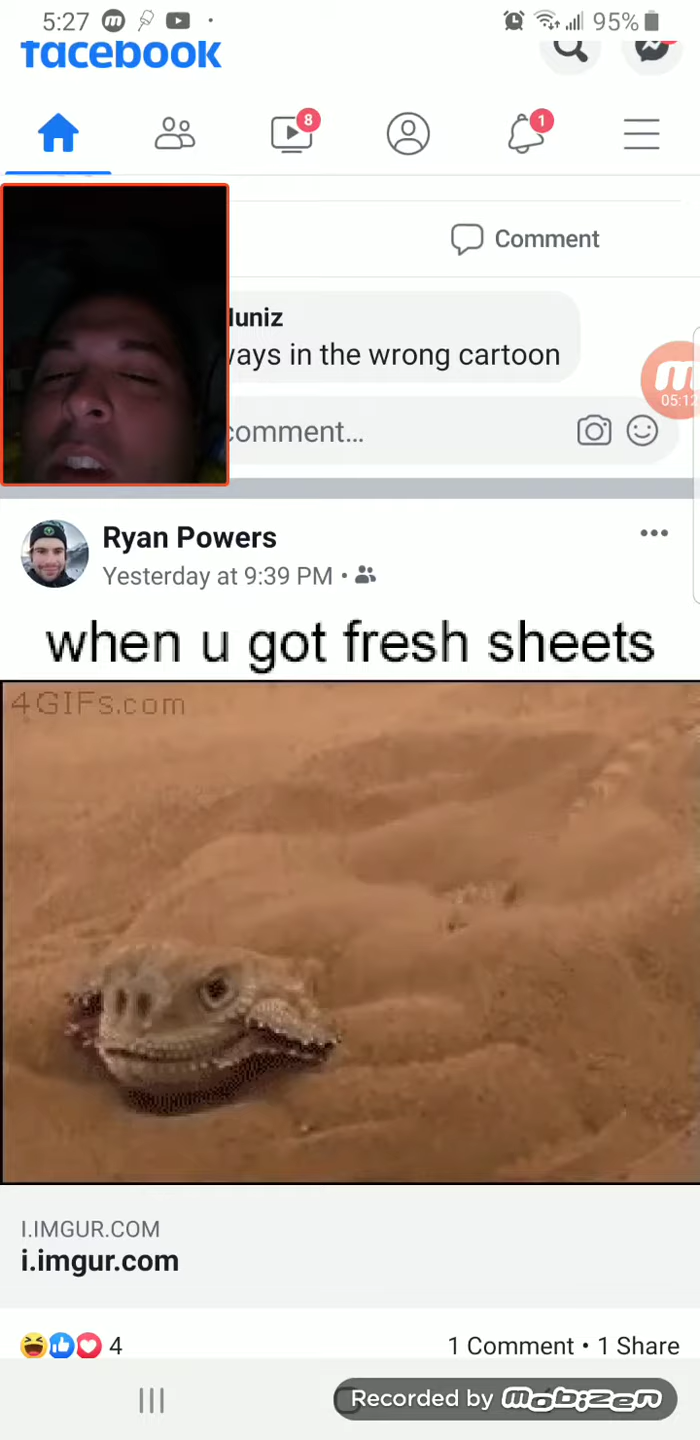 5:27
95%
facebook
8
1
Comment
luniz
ways in the wrong cartoon
comment...
05:12
Ryan Powers
Yesterday at 9:39 PM •
when u got fresh sheets
4GIFs.com
I.IMGUR.COM
i.imgur.com
4
1 Comment • 1 Share
Recorded by mobizen